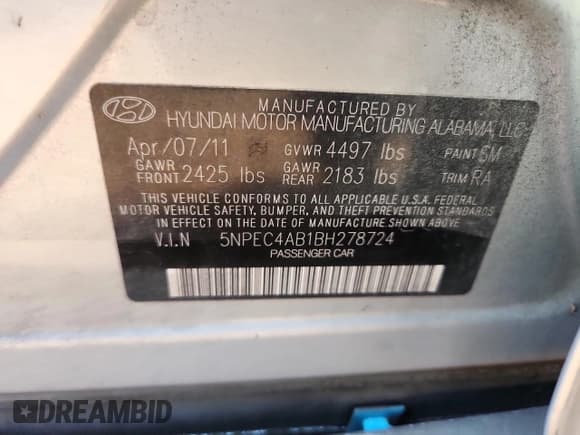 MANUFACTURED BY
HYUNDAI MOTOR MANUFACTURING ALABAMA, LLC
Apr/07/11 GVWR 4497 lbs PAINT SM
GAWR FRONT 2425 lbs GAWR REAR 2183 lbs TRIM RA
THIS VEHICLE CONFORMS TO ALL APPLICABLE U.S.A. FEDERAL
MOTOR VEHICLE SAFETY, BUMPER, AND THEFT PREVENTION STANDARDS
IN EFFECT ON THE DATE OF MANUFACTURE SHOWN ABOVE.
V.I.N 5NPEC4AB1BH278724
PASSENGER CAR
DREAMBID